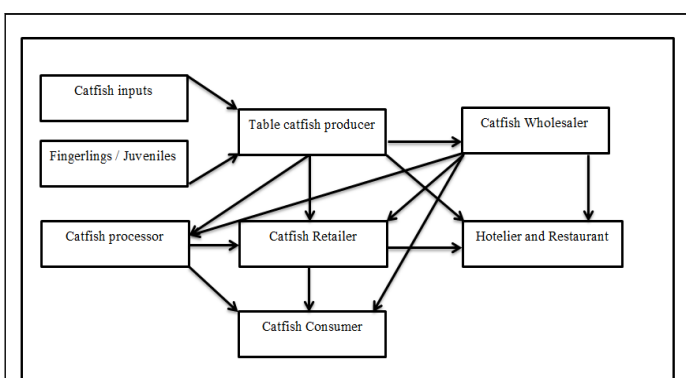 Catfish inputs
Table catfish producer
Catfish Wholesaler
Fingerlings / Juveniles
Catfish processor
Catfish Retailer
Hotelier and Restaurant
Catfish Consumer